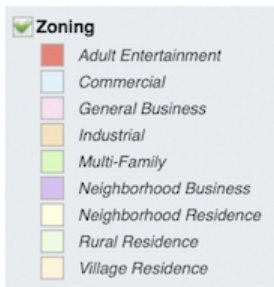 Zoning
Adult Entertainment
Commercial
General Business
Industrial
Multi-Family
Neighborhood Business
Neighborhood Residence
Rural Residence
Village Residence